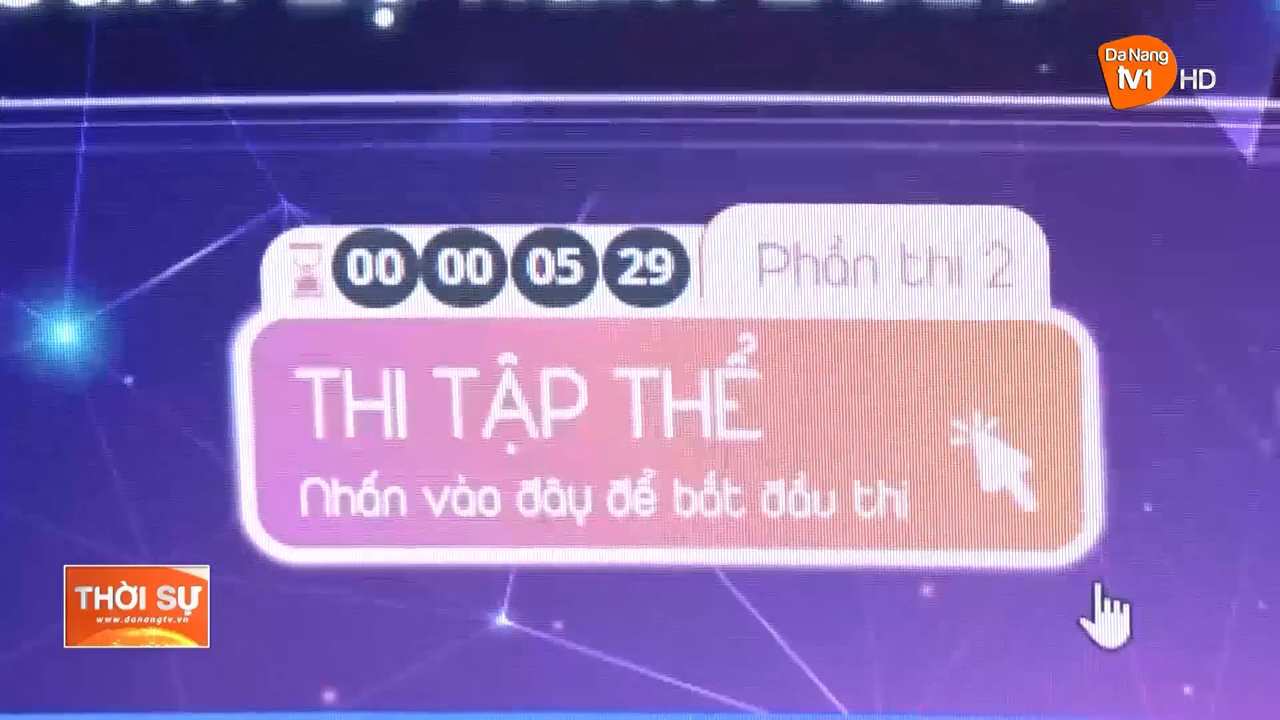 Da Nang
TV1 HD
00 00 05 29
Phần thi 2
THI TẬP THỂ
Nhấn vào đây để bắt đầu thi
THỜI SỰ
www.danangtv.vn